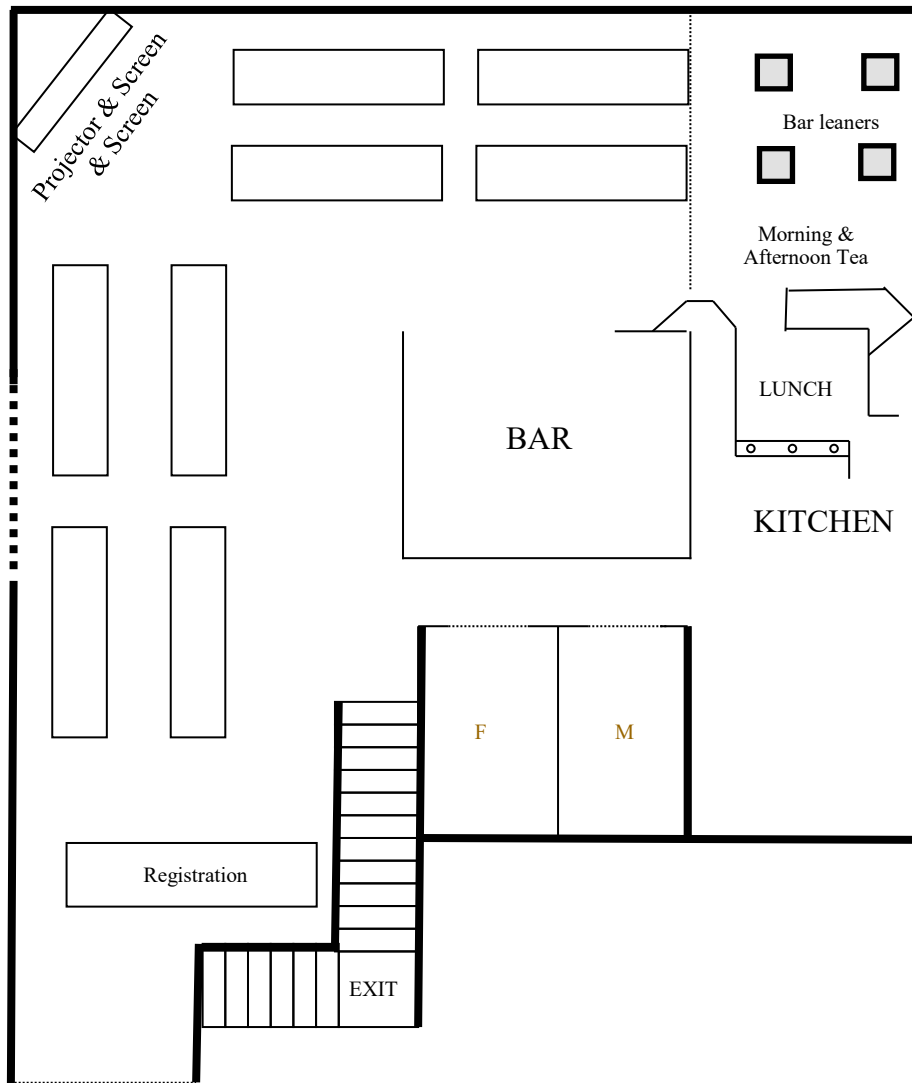 Projector & Screen
& Screen
Bar leaners
Morning &
Afternoon Tea
LUNCH
BAR
KITCHEN
F
M
Registration
EXIT